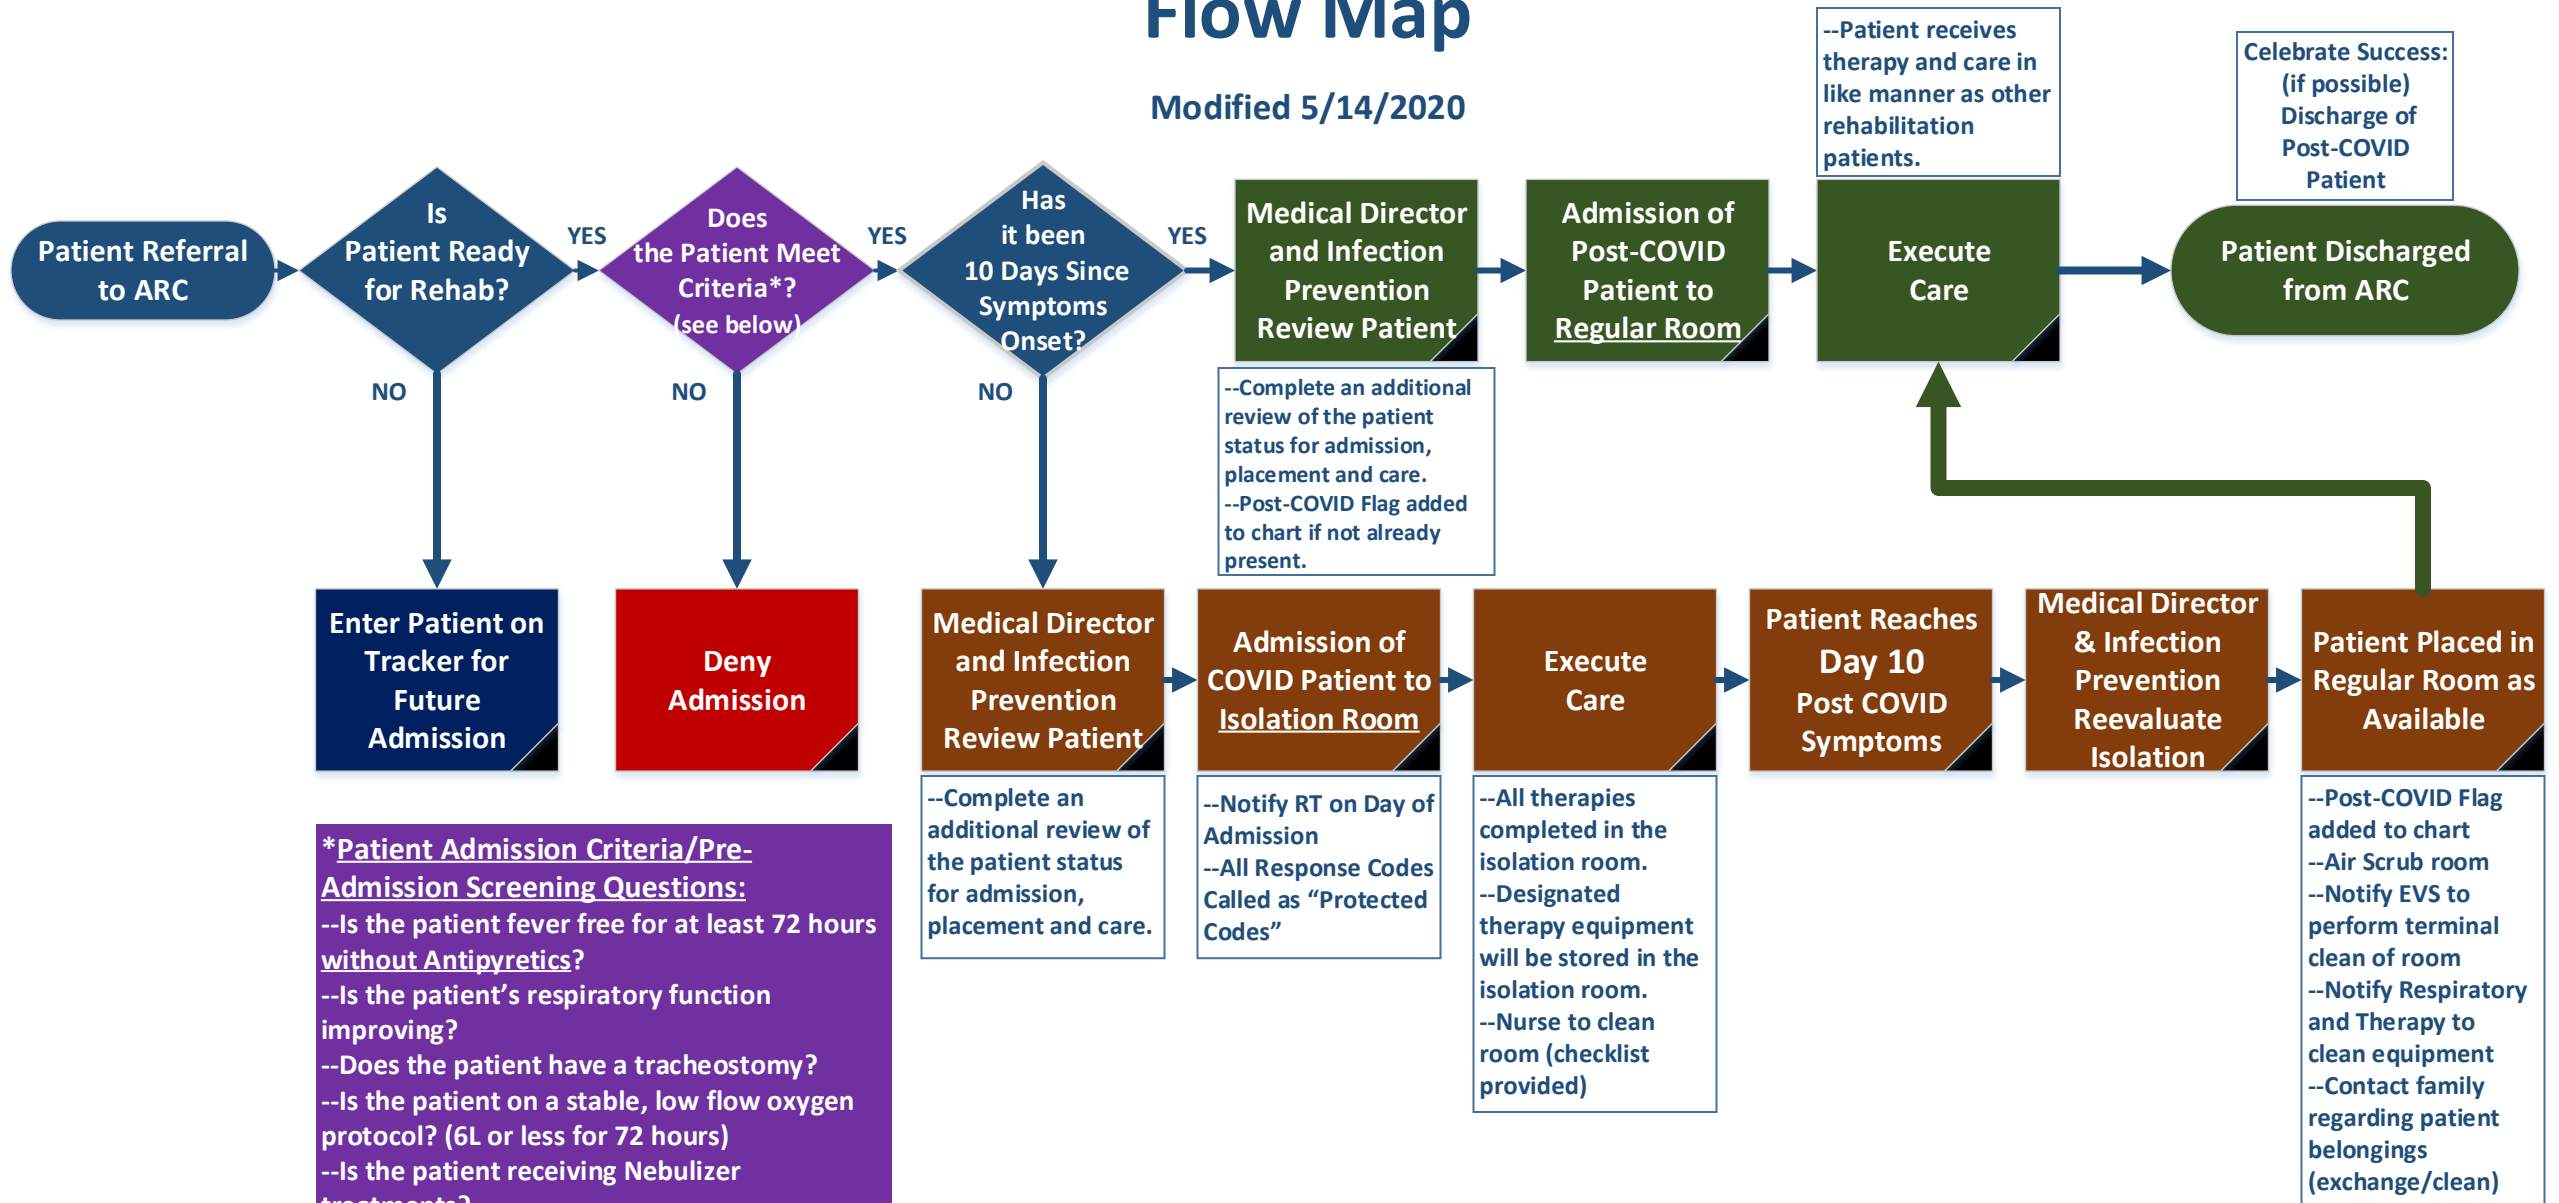 Flow Map
Modified 5/14/2020
--Patient receives
therapy and care in
like manner as other
rehabilitation
patients.
Celebrate Success:
(if possible)
Discharge of
Post-COVID
Patient
Patient Referral
to ARC
Is
Patient Ready
for Rehab?
YES
NO
Does
the Patient Meet
Criteria*?
(see below)
YES
NO
Has
it been
10 Days Since
Symptoms
Onset?
YES
NO
Medical Director
and Infection
Prevention
Review Patient
Admission of
Post-COVID
Patient to
Regular Room
Execute
Care
Patient Discharged
from ARC
--Complete an additional
review of the patient
status for admission,
placement and care.
--Post-COVID Flag added
to chart if not already
present.
Enter Patient on
Tracker for
Future
Admission
Deny
Admission
Medical Director
and Infection
Prevention
Review Patient
Admission of
COVID Patient to
Isolation Room
Execute
Care
Patient Reaches
Day 10
Post COVID
Symptoms
Medical Director
& Infection
Prevention
Reevaluate
Isolation
Patient Placed in
Regular Room as
Available
*Patient Admission Criteria/Pre-
Admission Screening Questions:
--Is the patient fever free for at least 72 hours
without Antipyretics?
--Is the patient's respiratory function
improving?
--Does the patient have a tracheostomy?
--Is the patient on a stable, low flow oxygen
protocol? (6L or less for 72 hours)
--Is the patient receiving Nebulizer
treatments?
--Complete an
additional review of
the patient status
for admission,
placement and care.
--Notify RT on Day of
Admission
--All Response Codes
Called as “Protected
Codes”
--All therapies
completed in the
isolation room.
--Designated
therapy equipment
will be stored in the
isolation room.
--Nurse to clean
room (checklist
provided)
--Post-COVID Flag
added to chart
--Air Scrub room
--Notify EVS to
perform terminal
clean of room
--Notify Respiratory
and Therapy to
clean equipment
--Contact family
regarding patient
belongings
(exchange/clean)